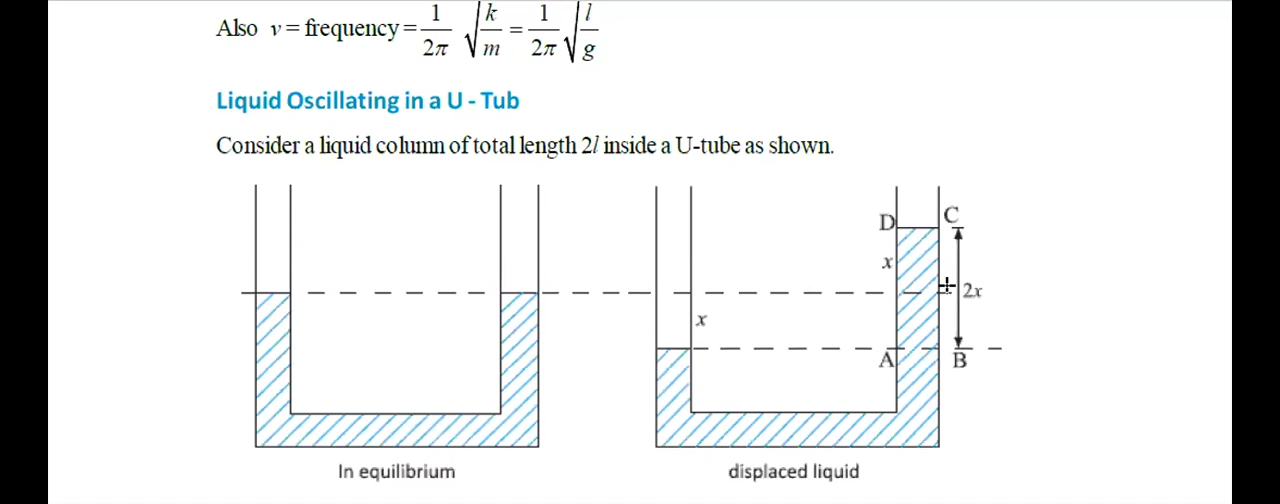 Also ν = frequency = 1/2π √k/m = 1/2π √l/g
Liquid Oscillating in a U - Tub
Consider a liquid column of total length 2l inside a U-tube as shown.
D C
x
2x
x
A B
In equilibrium
displaced liquid